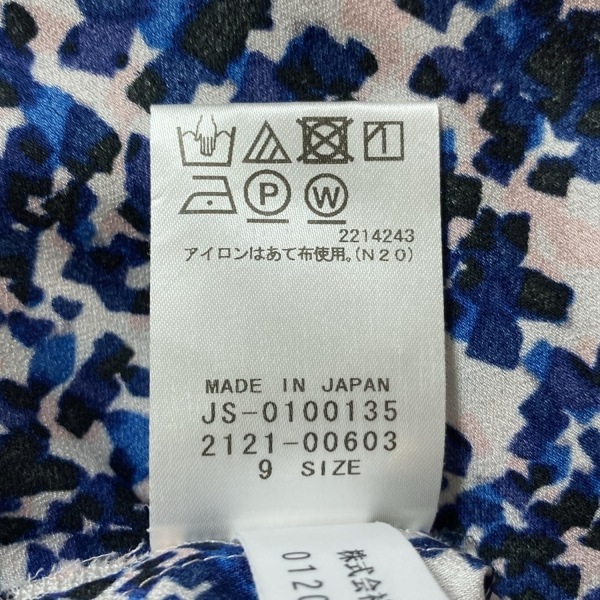 P W
2214243
アイロンはあて布使用。(N20)
MADE IN JAPAN
JS-0100135
2121-00603
9 SIZE
株式会社
0120